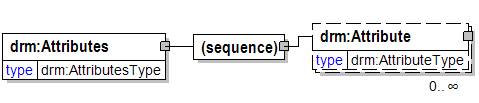 drm:Attributes
type drm:AttributesType
(sequence)
drm:Attribute
type drm:AttributeType
0.. ∞